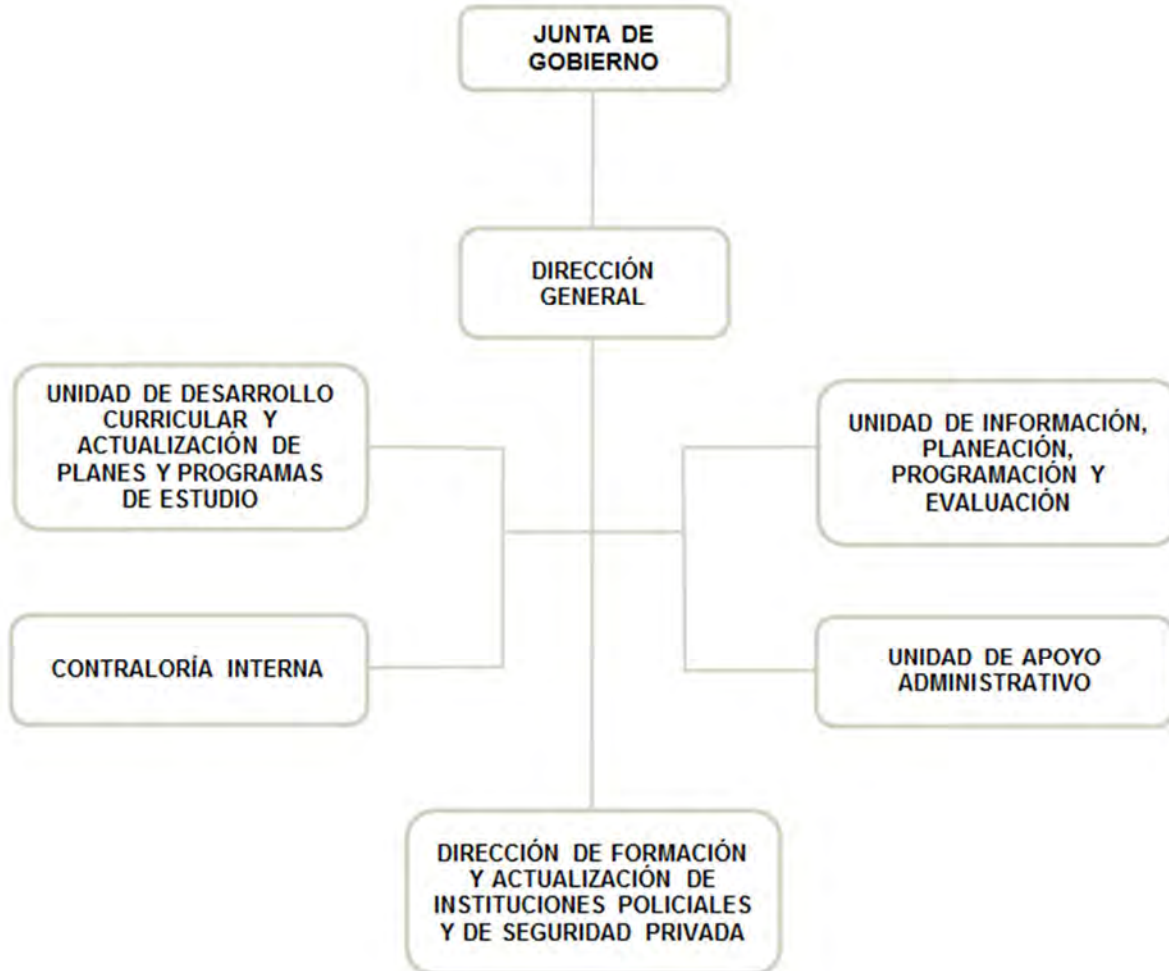 JUNTA DE
GOBIERNO
DIRECCIÓN
GENERAL
UNIDAD DE DESARROLLO
CURRICULAR Y
ACTUALIZACIÓN DE
PLANES Y PROGRAMAS
DE ESTUDIO
UNIDAD DE INFORMACIÓN,
PLANEACIÓN,
PROGRAMACIÓN Y
EVALUACIÓN
CONTRALORÍA INTERNA
UNIDAD DE APOYO
ADMINISTRATIVO
DIRECCIÓN DE FORMACIÓN
Y ACTUALIZACIÓN DE
INSTITUCIONES POLICIALES
Y DE SEGURIDAD PRIVADA